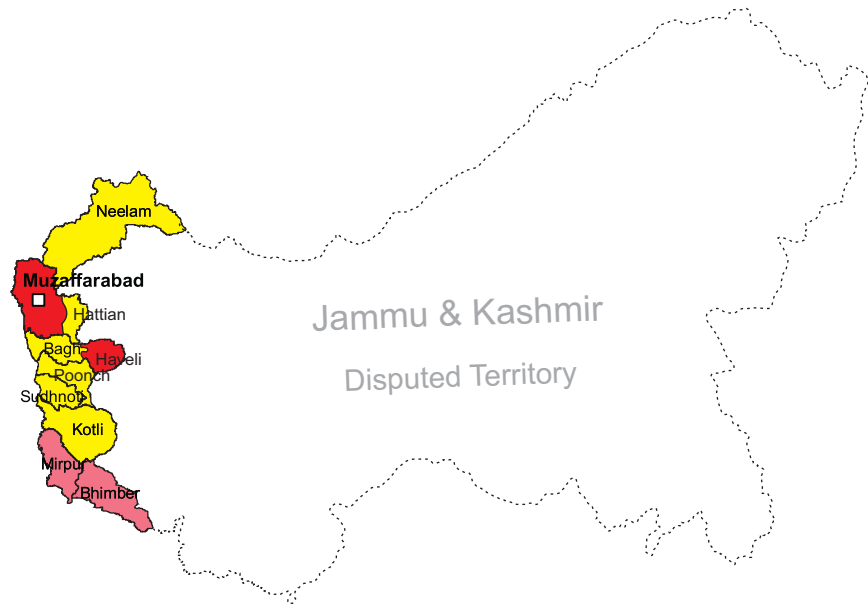 Neelam
Muzaffarabad
Hattian
Jammu & Kashmir
Bagh
Haveli
Poonch
Disputed Territory
Sudhnoti
Kotli
Mirpur
Bhimber